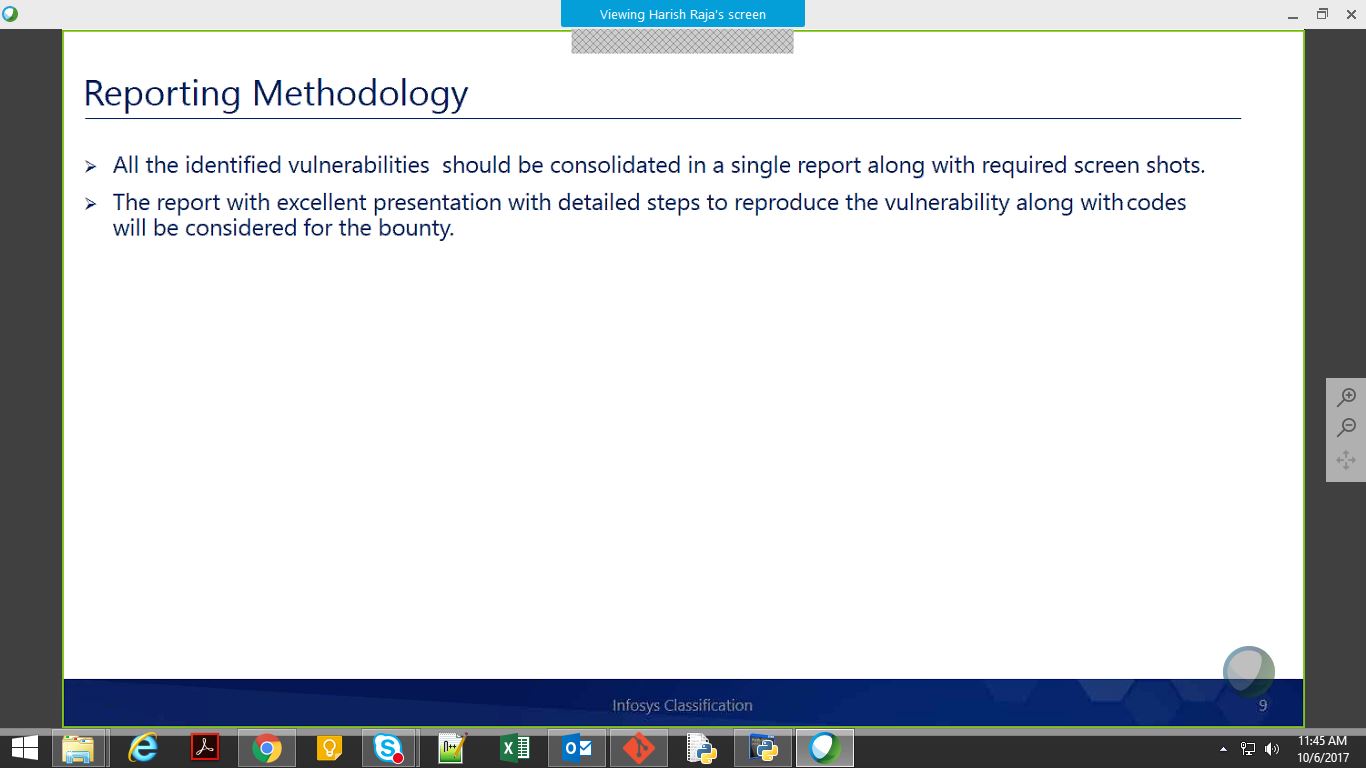 Viewing Harish Raja's screen
Reporting Methodology
All the identified vulnerabilities should be consolidated in a single report along with required screen shots.
The report with excellent presentation with detailed steps to reproduce the vulnerability along with codes
will be considered for the bounty.
Infosys Classification
9
11:45 AM
10/6/2017